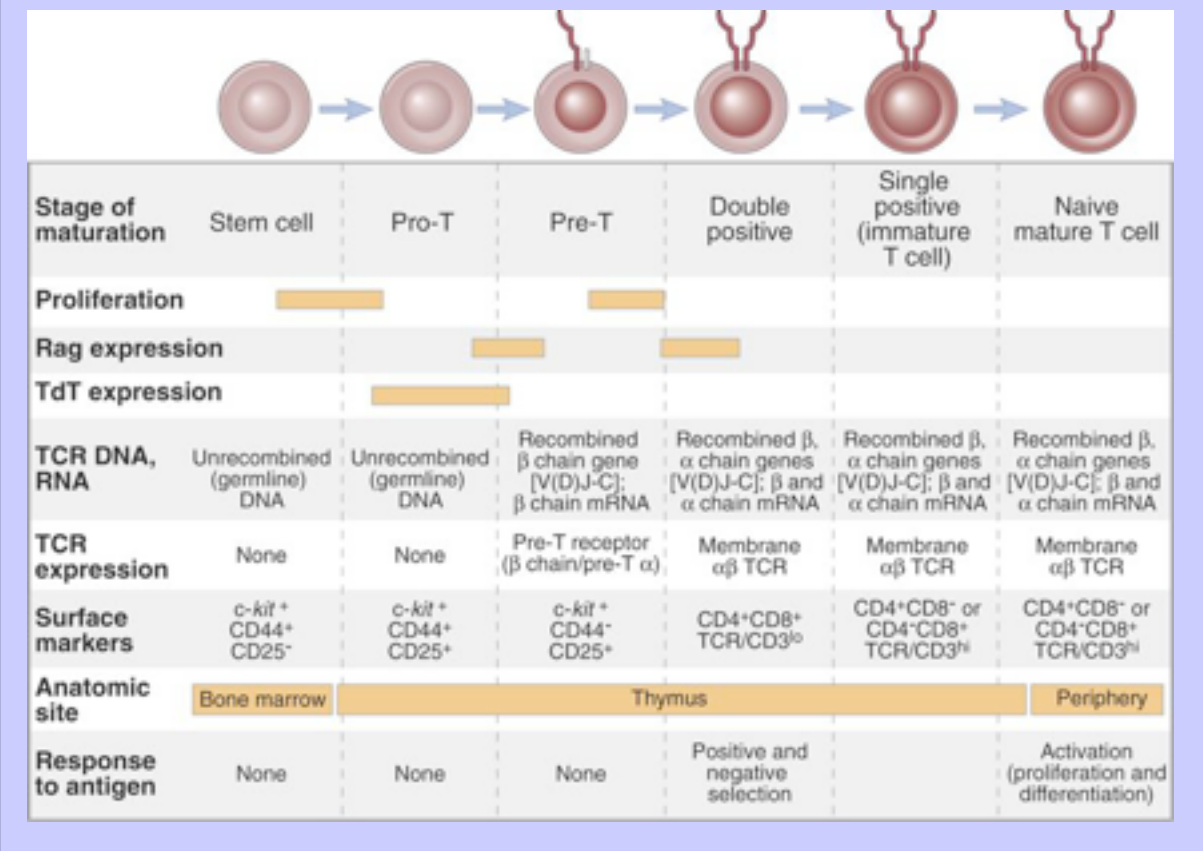 Stage of
maturation
Stem cell
Pro-T
Pre-T
Double
positive
Single
positive
(immature
T cell)
Naive
mature T cell
Proliferation
Rag expression
TdT expression
TCR DNA,
RNA
Unrecombined
(germline)
DNA
Unrecombined
(germline)
DNA
Recombined
β chain gene
[V(D)J-C];
β chain mRNA
Recombined β,
α chain genes
[V(D)J-C]; β and
α chain mRNA
Recombined β,
α chain genes
[V(D)J-C]; β and
α chain mRNA
Recombined β,
α chain genes
[V(D)J-C]; β and
α chain mRNA
TCR
expression
None
None
Pre-T receptor
(β chain/pre-T α)
Membrane
αβ TCR
Membrane
αβ TCR
Membrane
αβ TCR
Surface
markers
c-kit⁺
CD44⁺
CD25⁻
c-kit⁺
CD44⁺
CD25⁺
c-kit⁺
CD44⁻
CD25⁺
CD4⁺CD8⁺
TCR/CD3ˡᵒ
CD4⁺CD8⁻ or
CD4⁻CD8⁺
TCR/CD3ʰⁱ
CD4⁺CD8⁻ or
CD4⁻CD8⁺
TCR/CD3ʰⁱ
Anatomic
site
Bone marrow
Thymus
Periphery
Response
to antigen
None
None
None
Positive and
negative
selection
Activation
(proliferation and
differentiation)